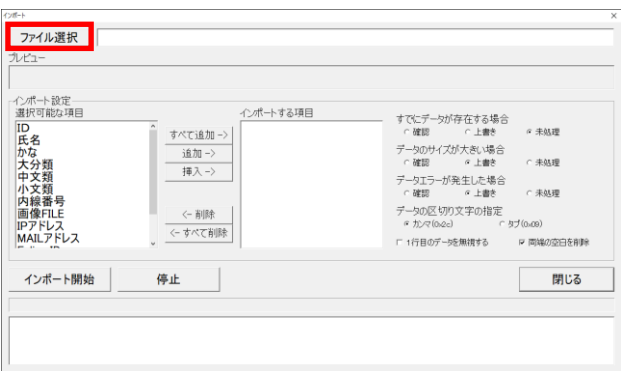 インポート
×
ファイル選択
プレビュー
インポート設定
選択可能な項目
ID
氏名
かな
大分類
中文類
小文類
内線番号
画像FILE
IPアドレス
MAILアドレス
すべて追加 ->
追加 ->
挿入 ->
<- 削除
<- すべて削除
インポートする項目
すでにデータが存在する場合
確認 上書き 未処理
データのサイズが大きい場合
確認 上書き 未処理
データエラーが発生した場合
確認 上書き 未処理
データの区切り文字の指定
カンマ(0x2c) タブ(0x09)
1行目のデータを無視する 両端の空白を削除
インポート開始 停止 閉じる